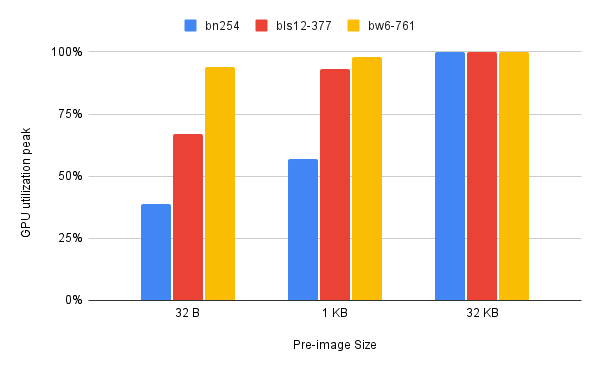 bn254 bls12-377 bw6-761
100%
75%
50%
25%
0%
GPU utilization peak
32 B 1 KB 32 KB
Pre-image Size